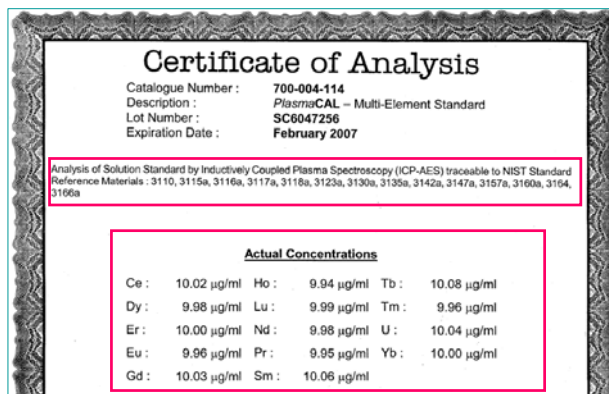 Certificate of Analysis
Catalogue Number : 700-004-114
Description : PlasmaCAL – Multi-Element Standard
Lot Number : SC6047256
Expiration Date : February 2007
Analysis of Solution Standard by Inductively Coupled Plasma Spectroscopy (ICP-AES) traceable to NIST Standard
Reference Materials : 3110, 3115a, 3116a, 3117a, 3118a, 3123a, 3130a, 3135a, 3142a, 3147a, 3157a, 3160a, 3164,
3166a
Actual Concentrations
Ce : 10.02 µg/ml Ho : 9.94 µg/ml Tb : 10.08 µg/ml
Dy : 9.98 µg/ml Lu : 9.99 µg/ml Tm : 9.96 µg/ml
Er : 10.00 µg/ml Nd : 9.98 µg/ml U : 10.04 µg/ml
Eu : 9.96 µg/ml Pr : 9.95 µg/ml Yb : 10.00 µg/ml
Gd : 10.03 µg/ml Sm : 10.06 µg/ml